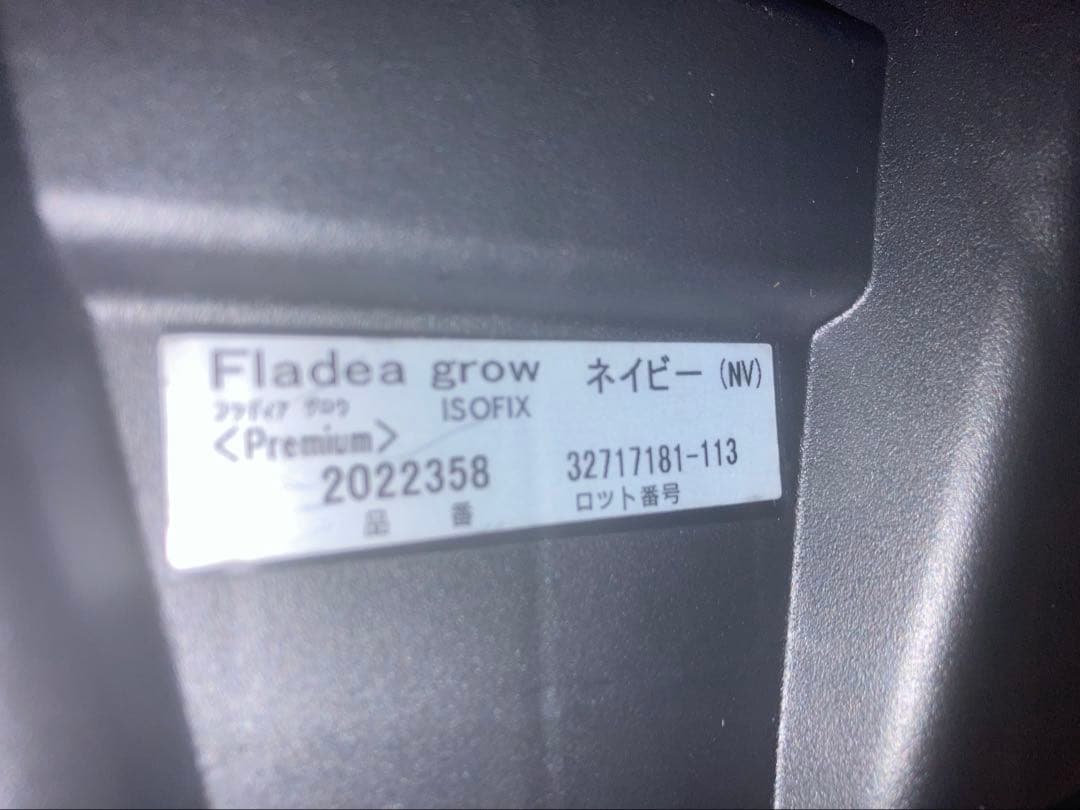 Fladea grow ネイビー (NV)
フラディア グロウ ISOFIX
<Premium>
2022358 32717181-113
品番 ロット番号